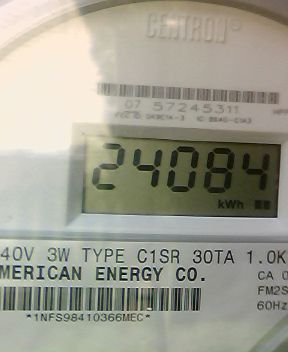 CENTRON®
07 57245311
24084
kWh
40V 3W TYPE C1SR 30TA 1.0K
MERICAN ENERGY CO.
CA 0
FM2S
60Hz
*1NFS98410366MEC*